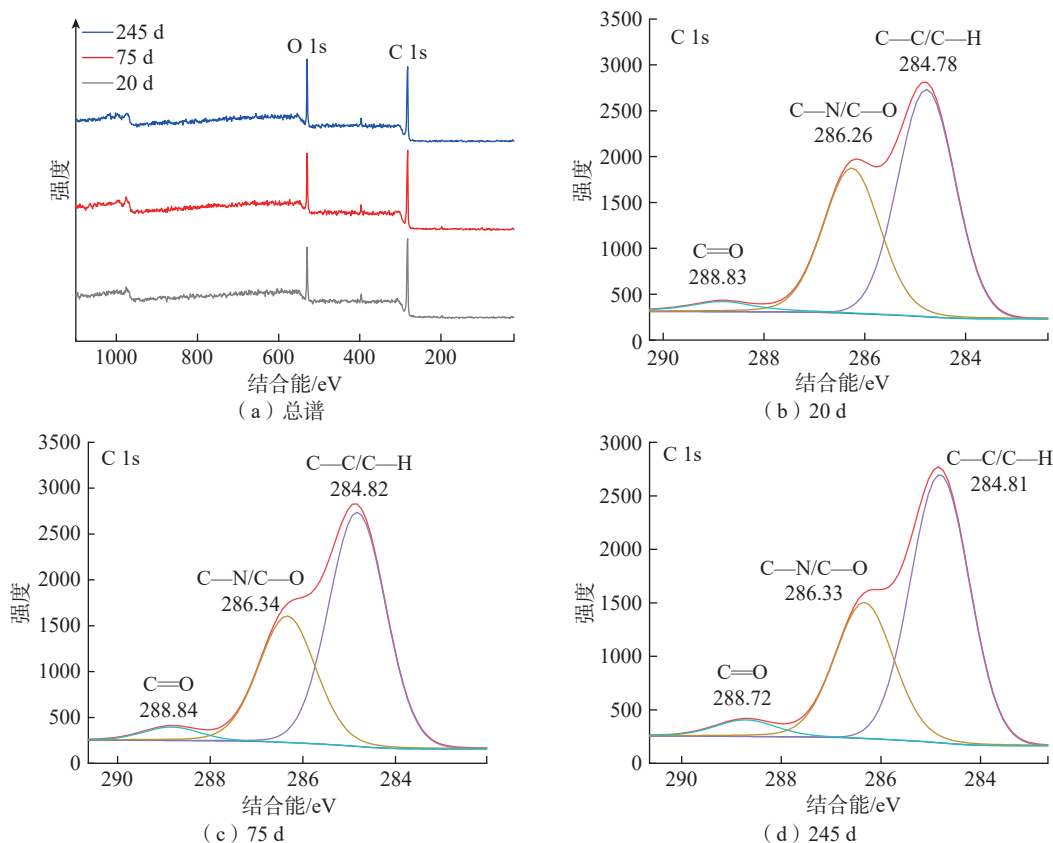 245 d
75 d
20 d
O 1s
C 1s
强度
1000
800
600
400
200
结合能/eV
（a）总谱
3500
3000
2500
2000
1500
1000
500
0
强度
C 1s
C—C/C—H
284.78
C—N/C—O
286.26
C=O
288.83
290
288
286
284
结合能/eV
（b）20 d
3500
3000
2500
2000
1500
1000
500
0
强度
C 1s
C—C/C—H
284.82
C—N/C—O
286.34
C=O
288.84
290
288
286
284
结合能/eV
（c）75 d
3000
2500
2000
1500
1000
500
0
强度
C 1s
C—C/C—H
284.81
C—N/C—O
286.33
C=O
288.72
290
288
286
284
结合能/eV
（d）245 d